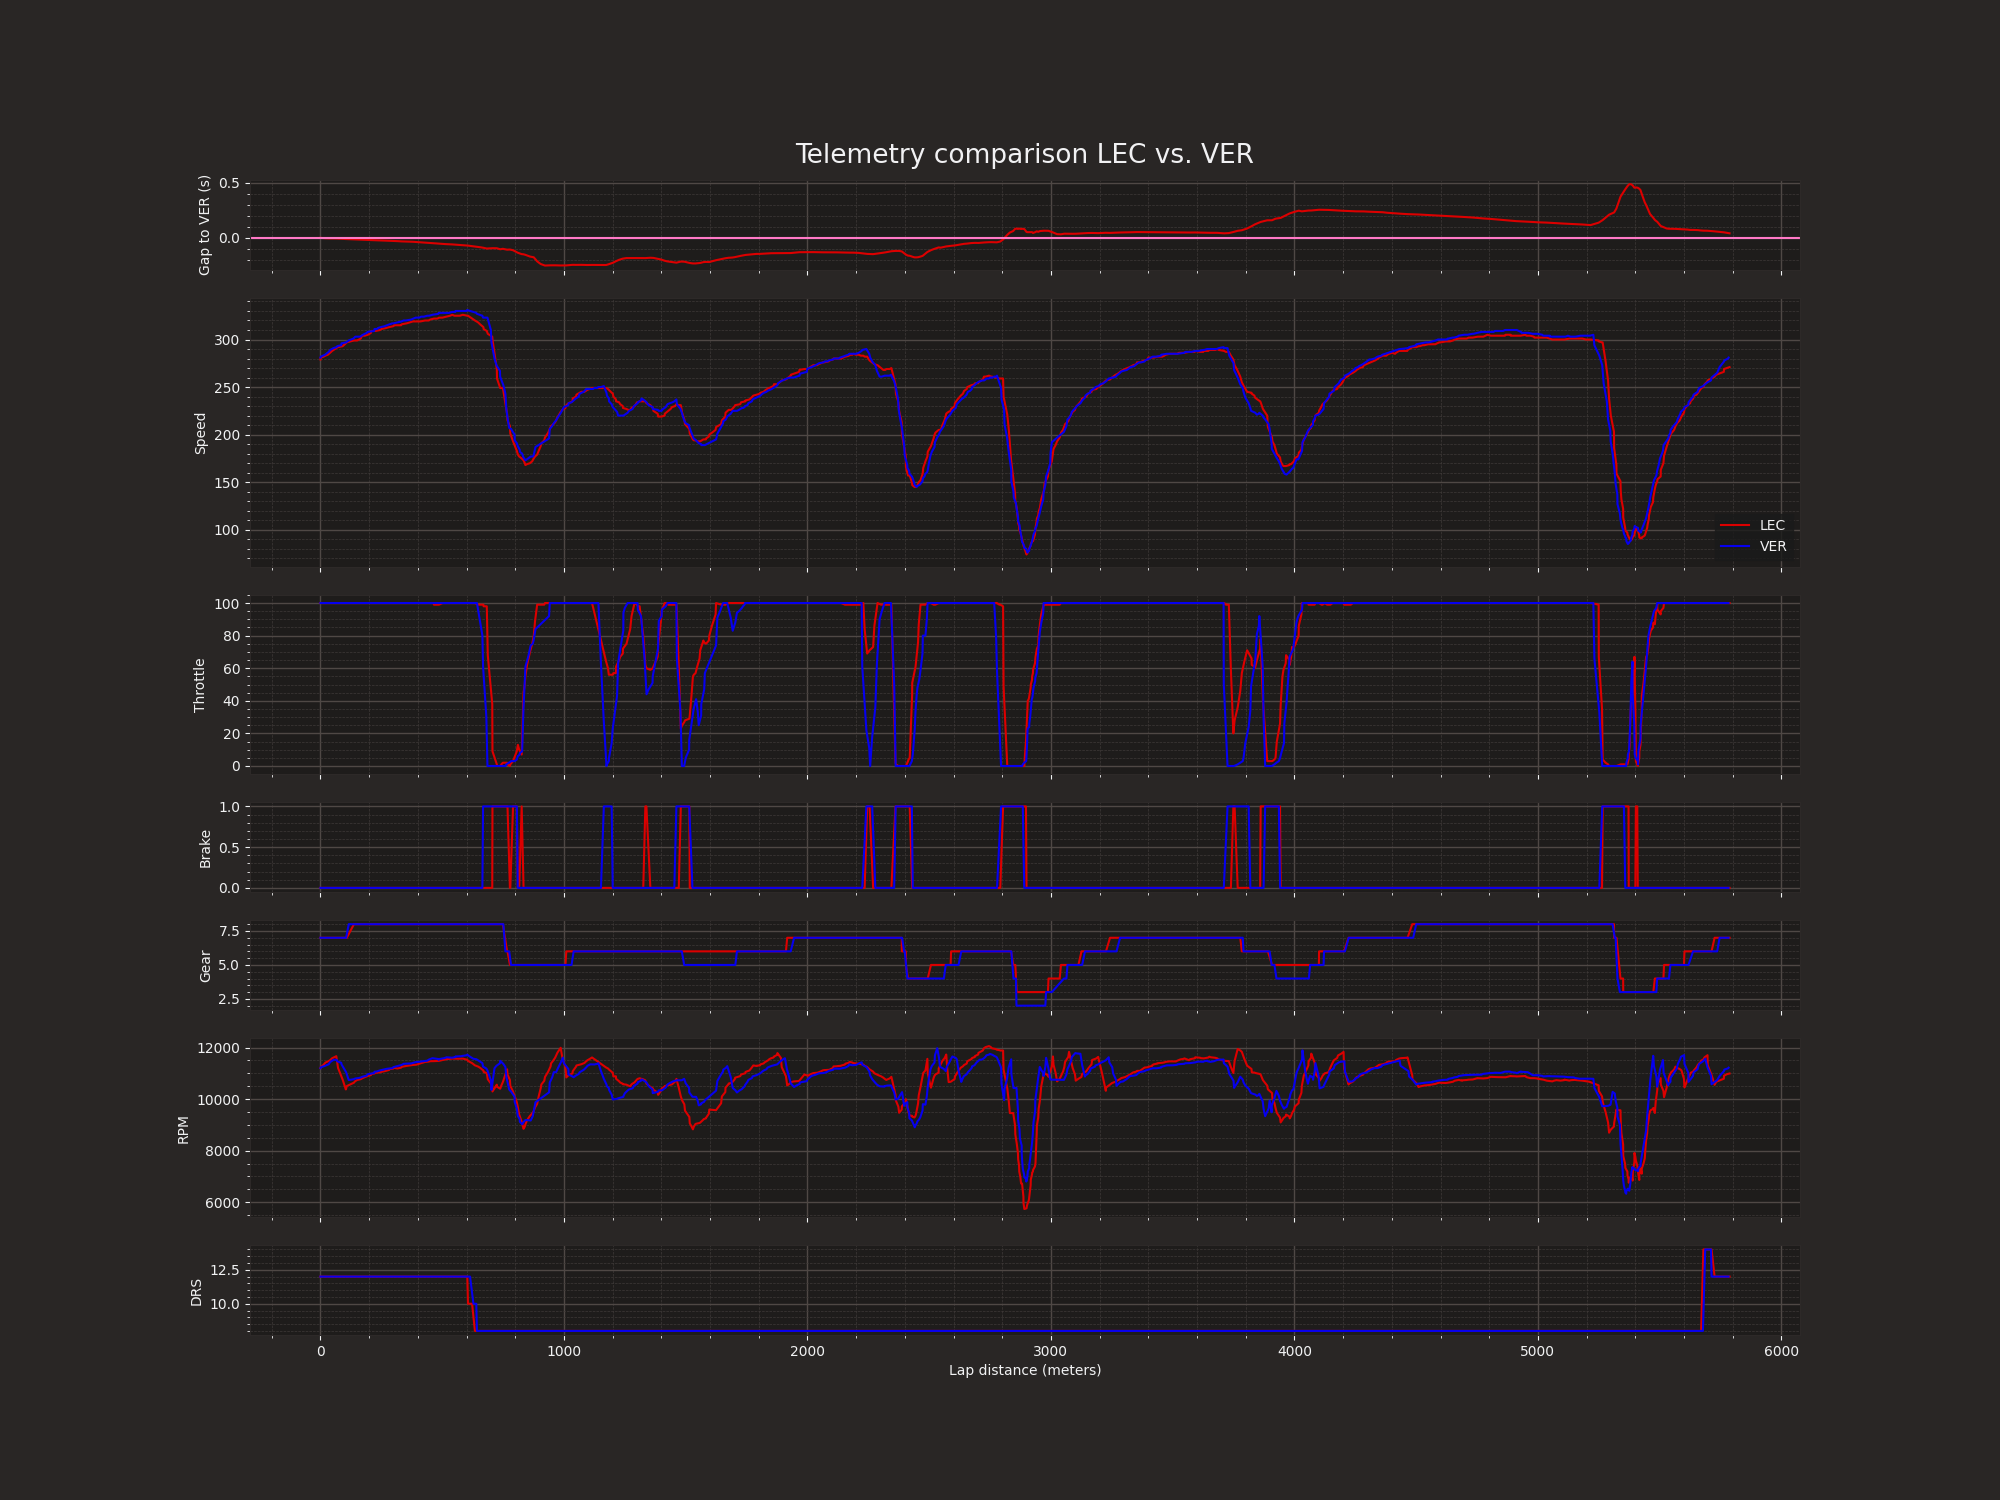 Telemetry comparison LEC vs. VER
Gap to VER (s)
0.5
0.0
Speed
300
250
200
150
100
LEC
VER
Throttle
100
80
60
40
20
0
Brake
1.0
0.5
0.0
Gear
7.5
5.0
2.5
RPM
12000
10000
8000
6000
DRS
12.5
10.0
0 1000 2000 3000 4000 5000 6000
Lap distance (meters)